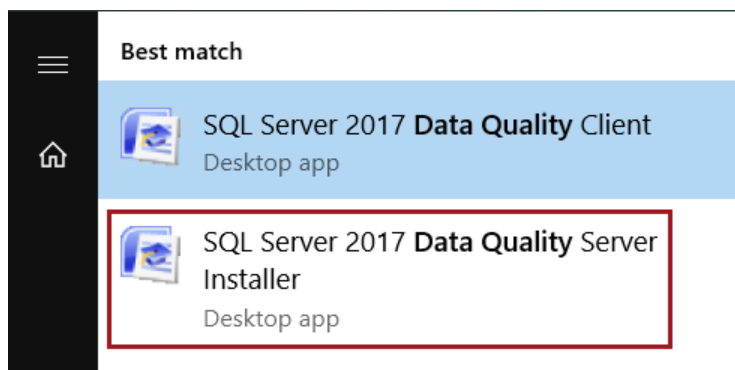 Best match
SQL Server 2017 Data Quality Client
Desktop app
SQL Server 2017 Data Quality Server
Installer
Desktop app